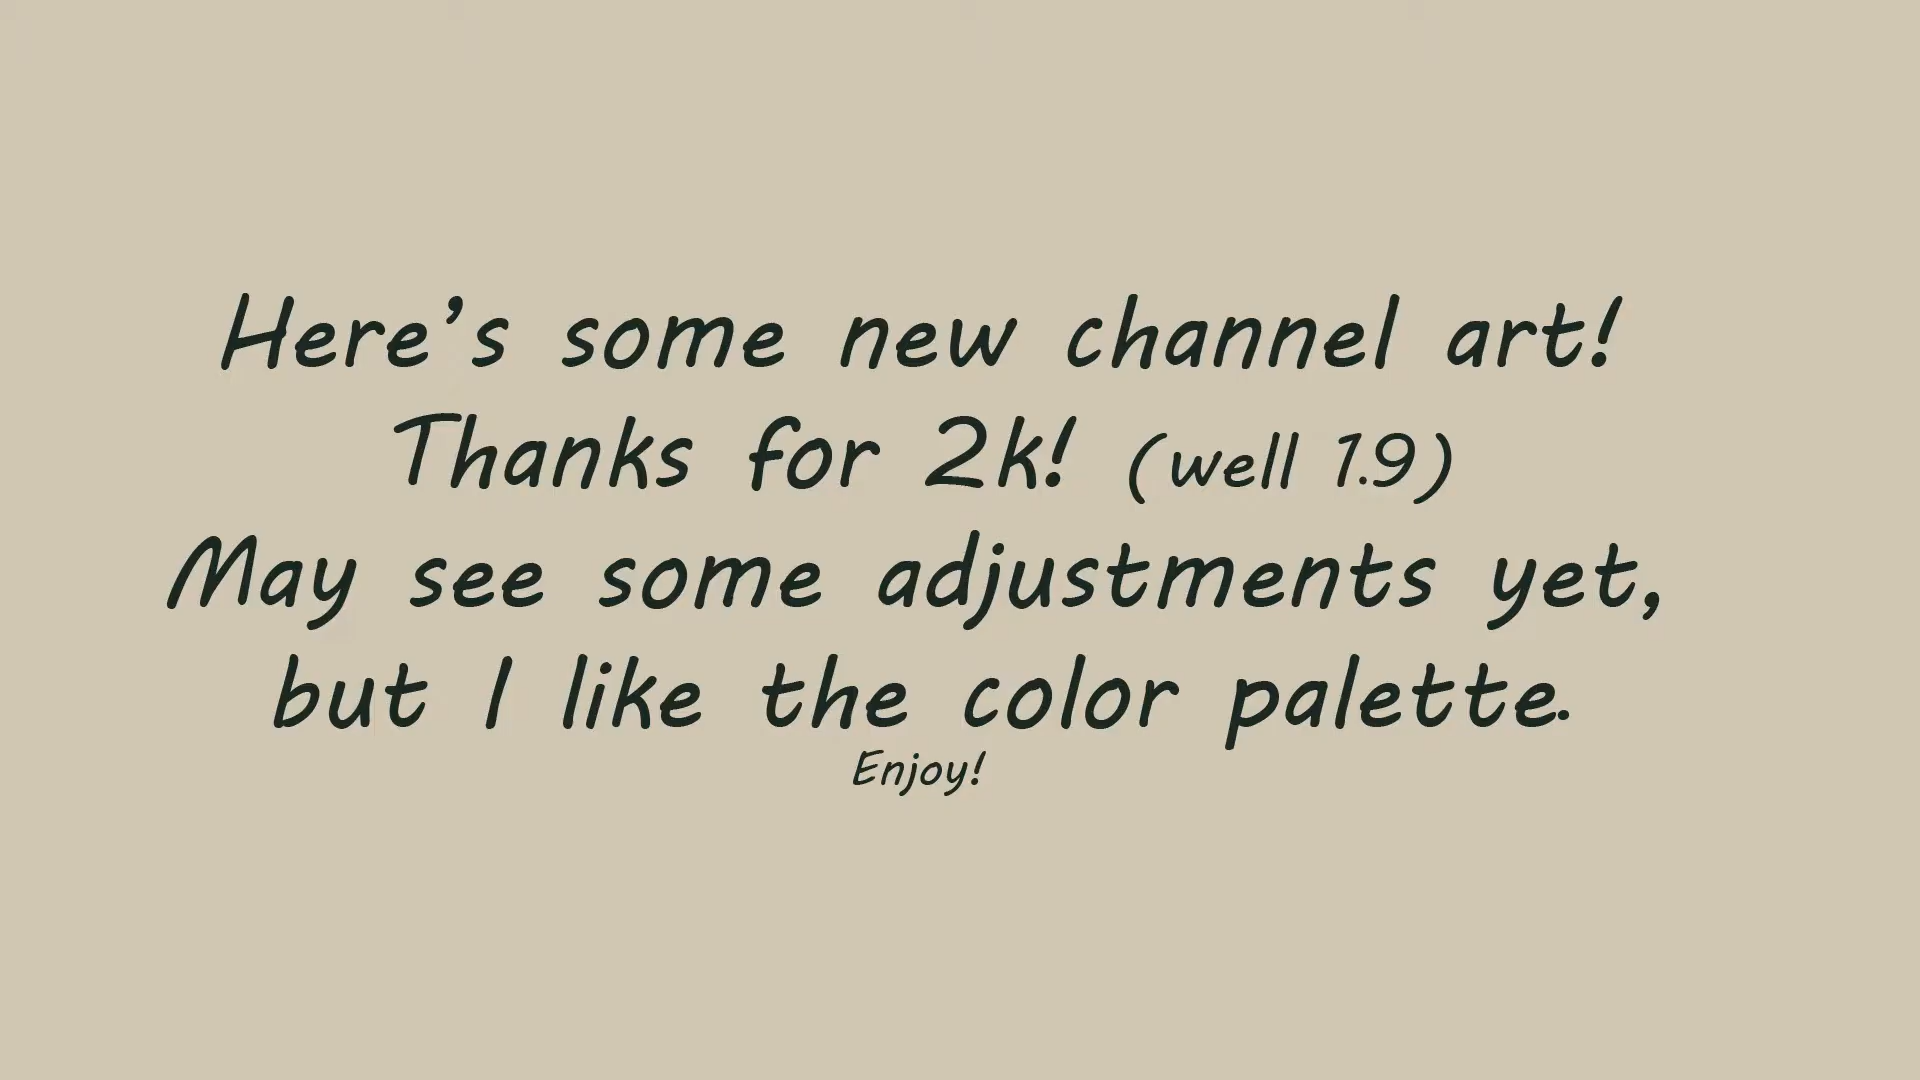 Here's some new channel art!
Thanks for 2k! (well 1.9)
May see some adjustments yet,
but I like the color palette.
Enjoy!